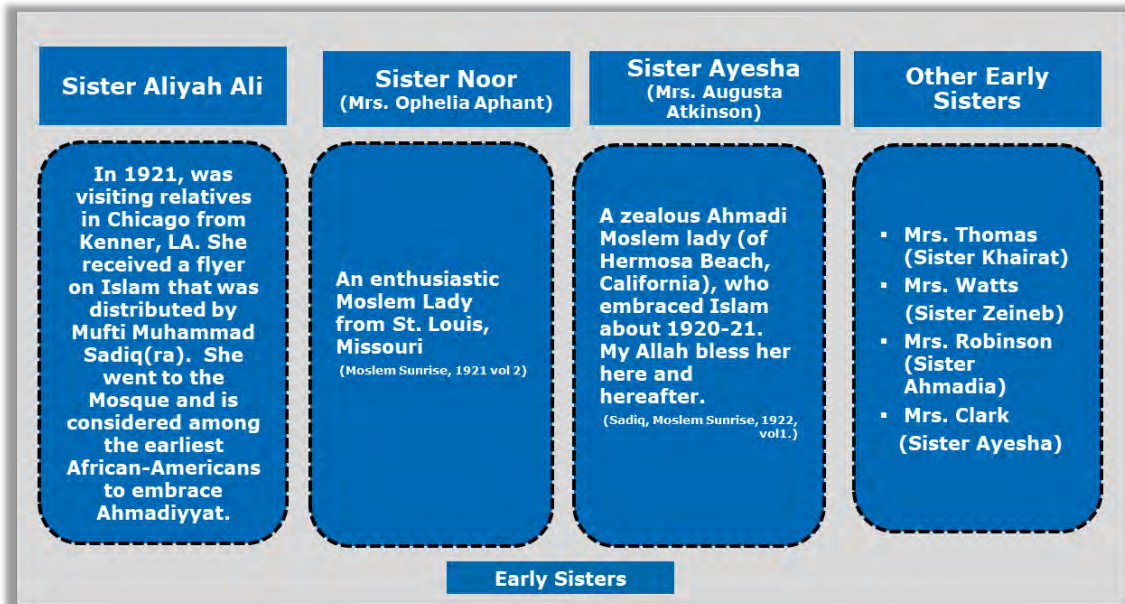 Sister Aliyah Ali
In 1921, was
visiting relatives
in Chicago from
Kenner, LA. She
received a flyer
on Islam that was
distributed by
Mufti Muhammad
Sadiq(ra). She
went to the
Mosque and is
considered among
the earliest
African-Americans
to embrace
Ahmadiyyat.
Sister Noor
(Mrs. Ophelia Aphant)
An enthusiastic
Moslem Lady
from St. Louis,
Missouri
(Moslem Sunrise, 1921 vol 2)
Sister Ayesha
(Mrs. Augusta
Atkinson)
A zealous Ahmadi
Moslem lady (of
Hermosa Beach,
California), who
embraced Islam
about 1920-21.
My Allah bless her
here and
hereafter.
(Sadiq, Moslem Sunrise, 1922,
vol1.)
Other Early
Sisters
▪ Mrs. Thomas
(Sister Khairat)
▪ Mrs. Watts
(Sister Zeineb)
▪ Mrs. Robinson
(Sister
Ahmadia)
▪ Mrs. Clark
(Sister Ayesha)
Early Sisters